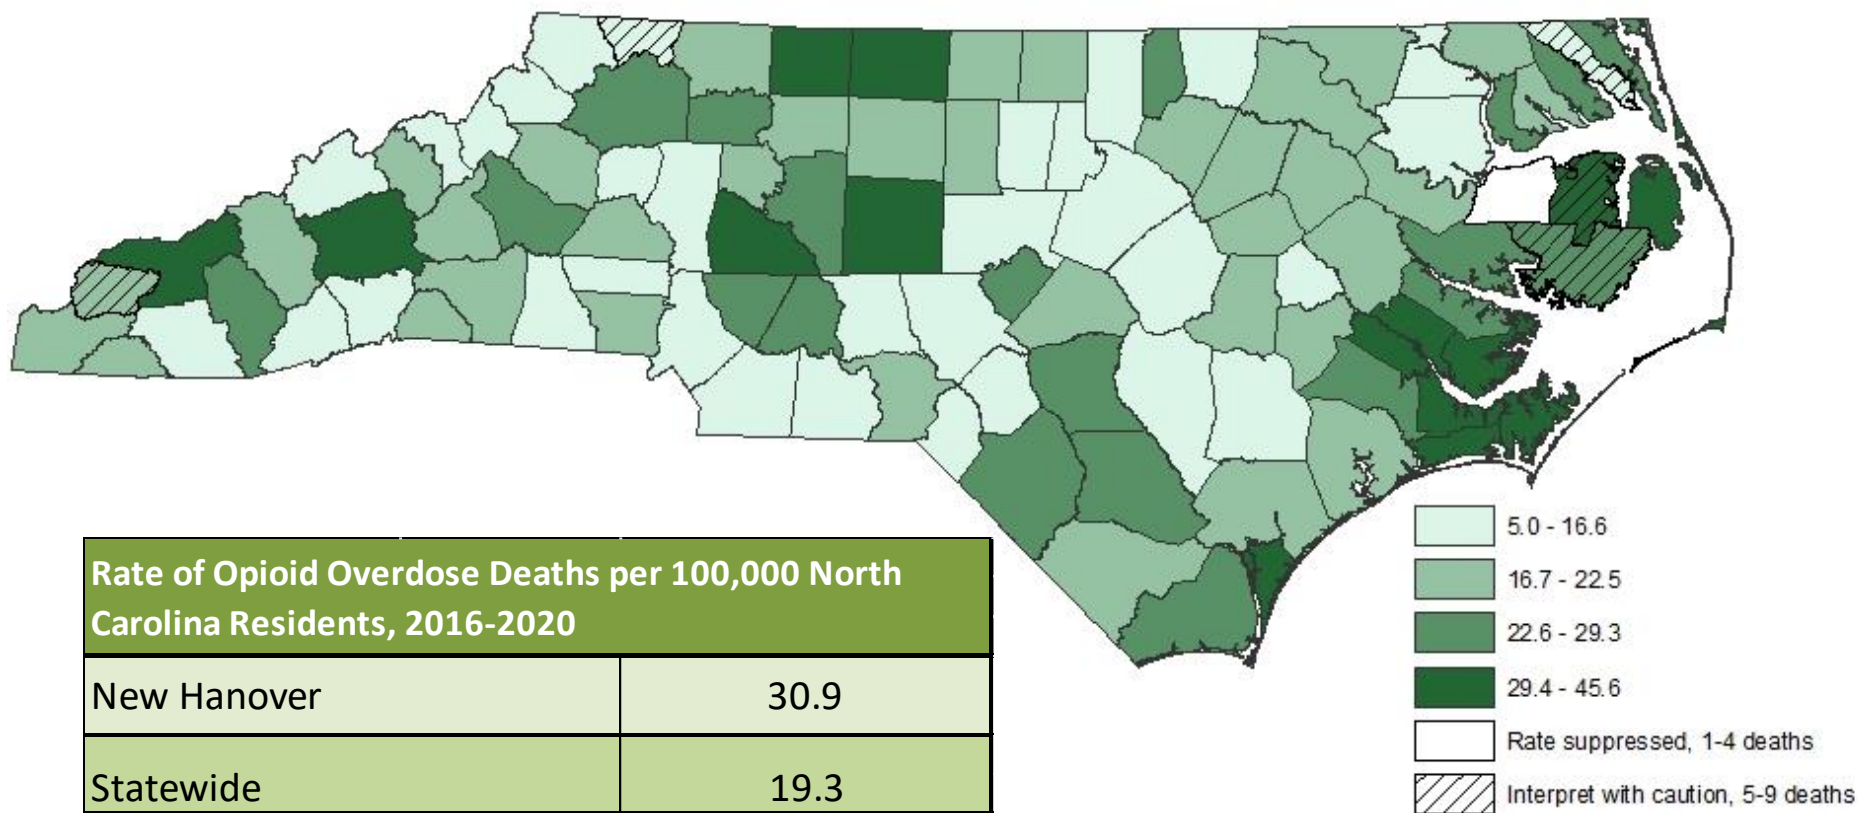 Rate of Opioid Overdose Deaths per 100,000 North
Carolina Residents, 2016-2020
New Hanover 30.9
Statewide 19.3
5.0 - 16.6
16.7 - 22.5
22.6 - 29.3
29.4 - 45.6
Rate suppressed, 1-4 deaths
Interpret with caution, 5-9 deaths